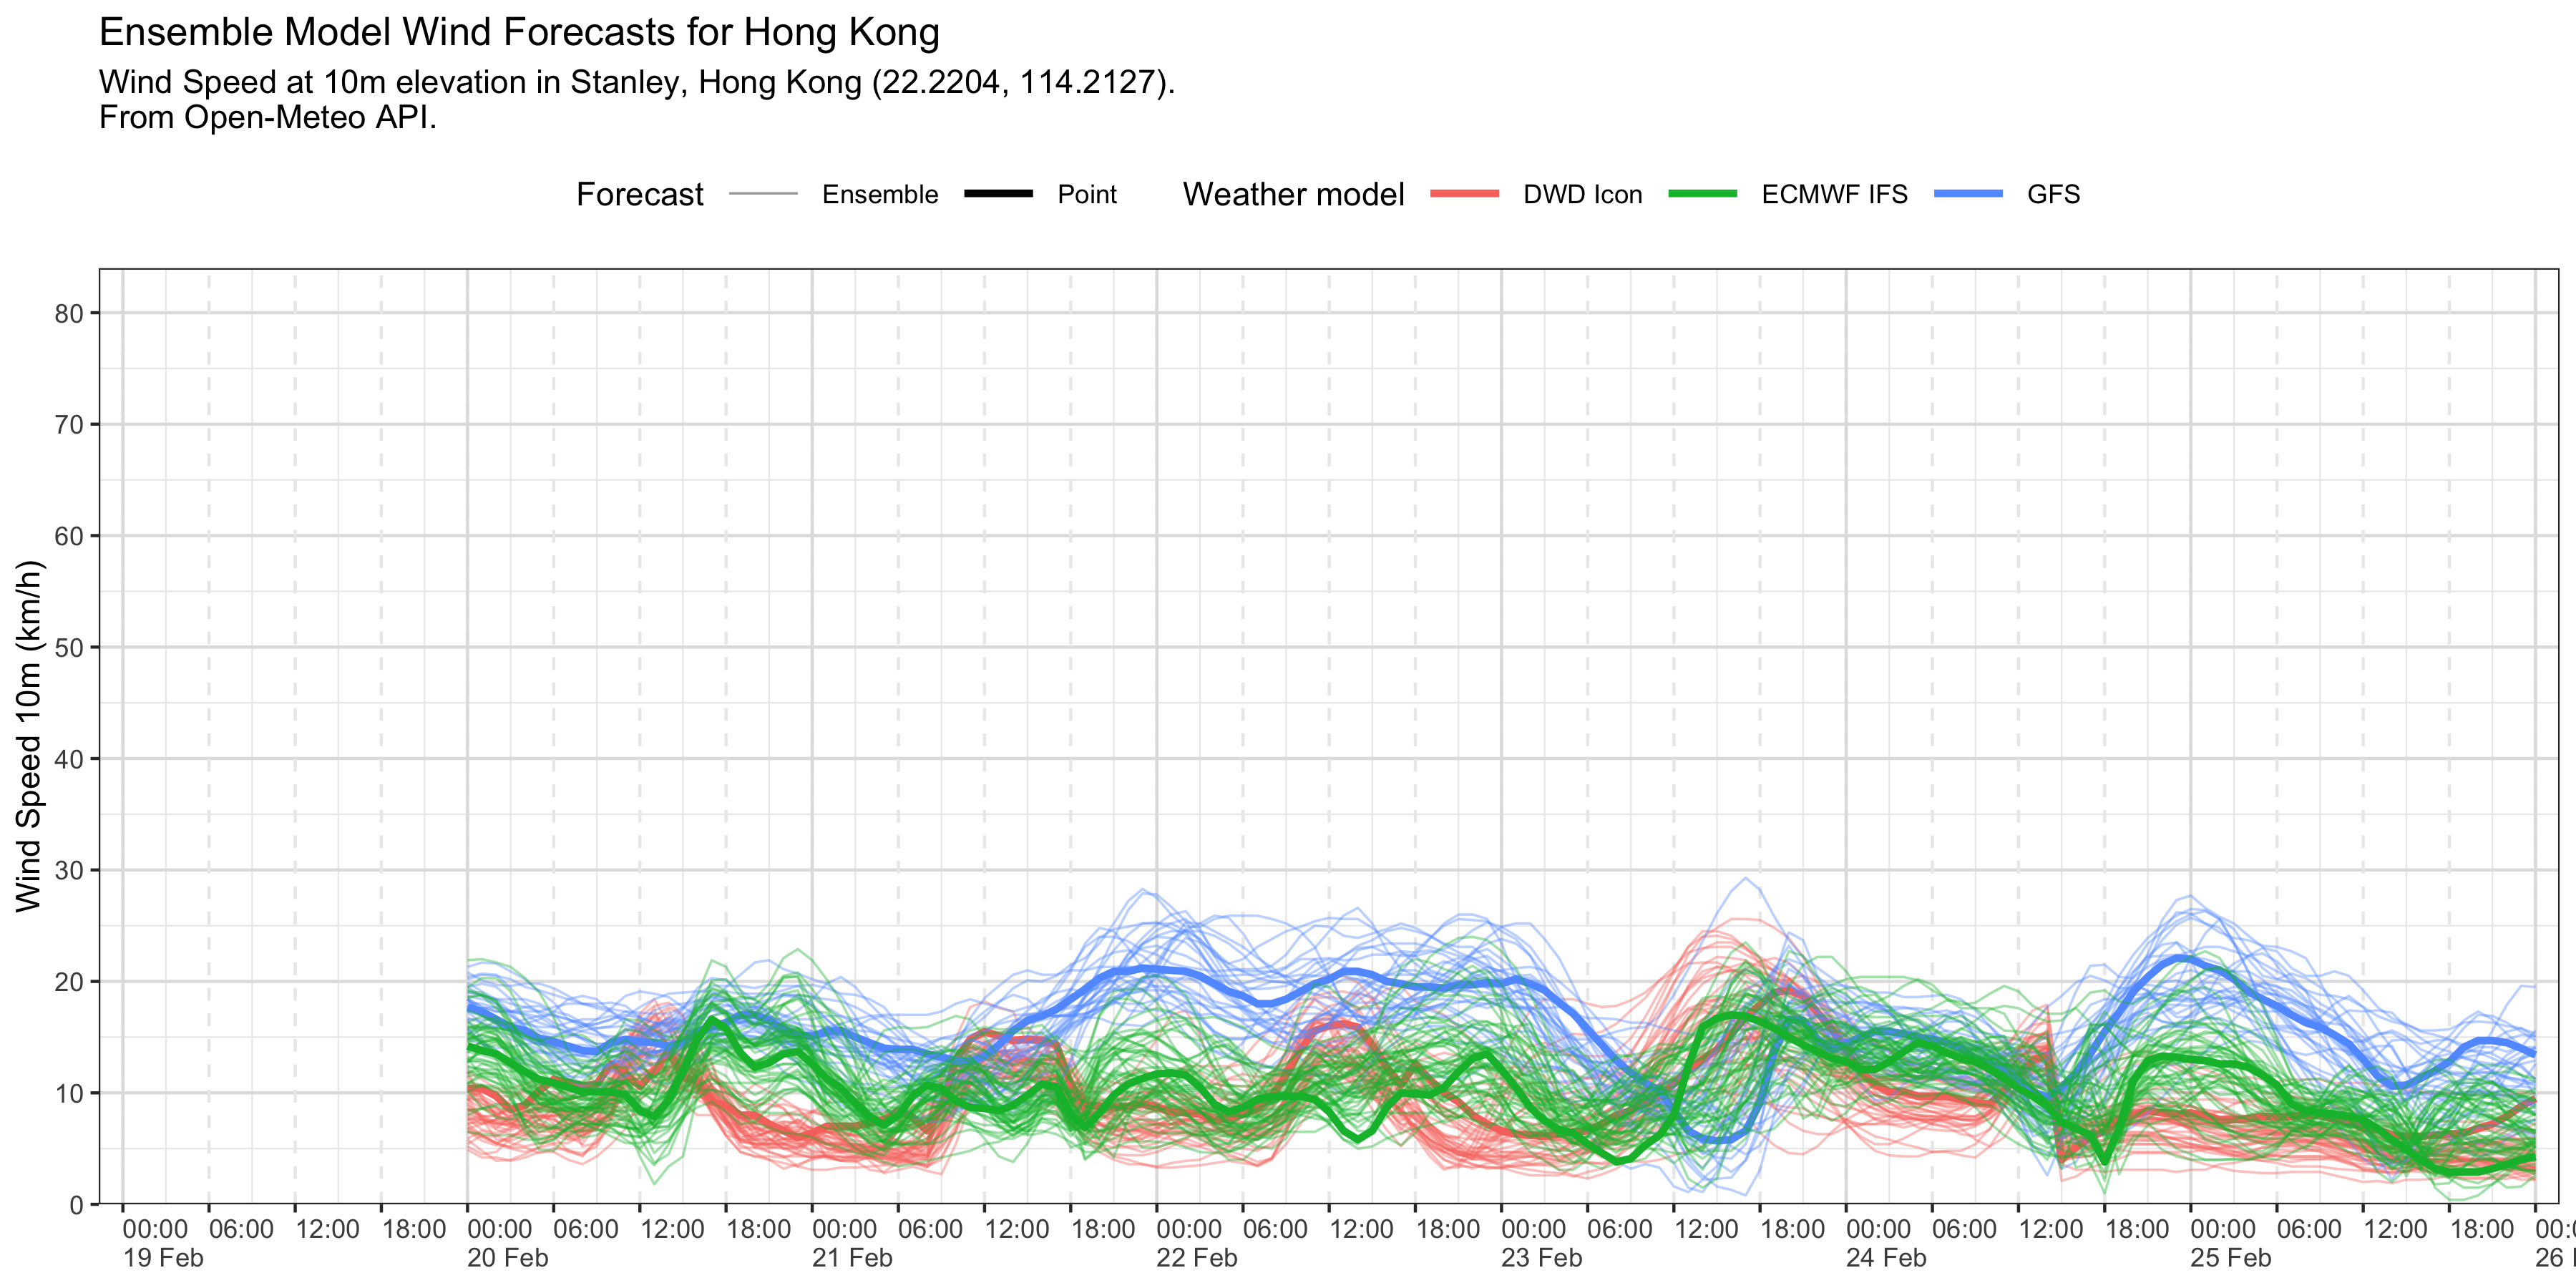 Ensemble Model Wind Forecasts for Hong Kong
Wind Speed at 10m elevation in Stanley, Hong Kong (22.2204, 114.2127).
From Open-Meteo API.
Forecast Ensemble Point Weather model DWD Icon ECMWF IFS GFS
Wind Speed 10m (km/h)
80
70
60
50
40
30
20
10
0
00:00 06:00 12:00 18:00 00:00 06:00 12:00 18:00 00:00 06:00 12:00 18:00 00:00 06:00 12:00 18:00 00:00 06:00 12:00 18:00 00:00 06:00 12:00 18:00 00:00 06:00 12:00 18:00 00:
19 Feb 20 Feb 21 Feb 22 Feb 23 Feb 24 Feb 25 Feb 26